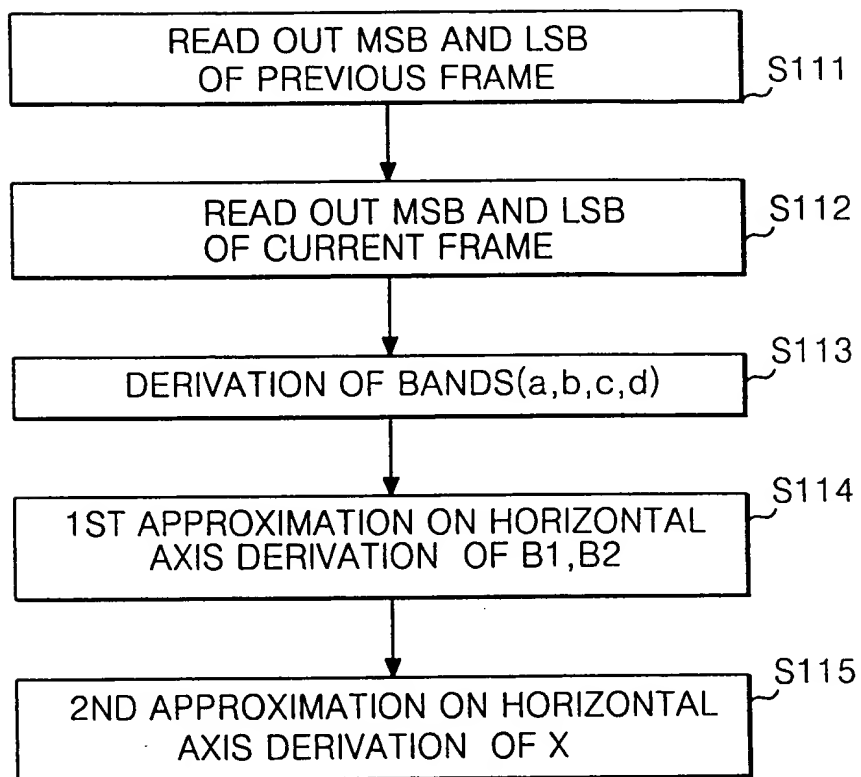 READ OUT MSB AND LSB
OF PREVIOUS FRAME
S111
READ OUT MSB AND LSB
OF CURRENT FRAME
S112
DERIVATION OF BANDS(a,b,c,d)
S113
1ST APPROXIMATION ON HORIZONTAL
AXIS DERIVATION OF B1,B2
S114
2ND APPROXIMATION ON HORIZONTAL
AXIS DERIVATION OF X
S115